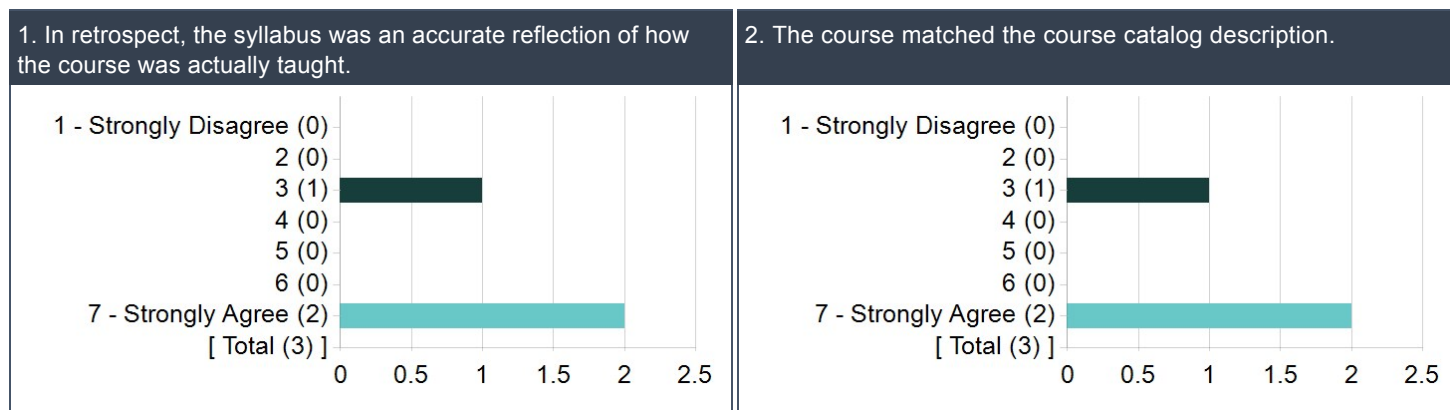 1. In retrospect, the syllabus was an accurate reflection of how
the course was actually taught.
1 - Strongly Disagree (0)
2 (0)
3 (1)
4 (0)
5 (0)
6 (0)
7 - Strongly Agree (2)
[ Total (3) ]
0 0.5 1 1.5 2 2.5
2. The course matched the course catalog description.
1 - Strongly Disagree (0)
2 (0)
3 (1)
4 (0)
5 (0)
6 (0)
7 - Strongly Agree (2)
[ Total (3) ]
0 0.5 1 1.5 2 2.5